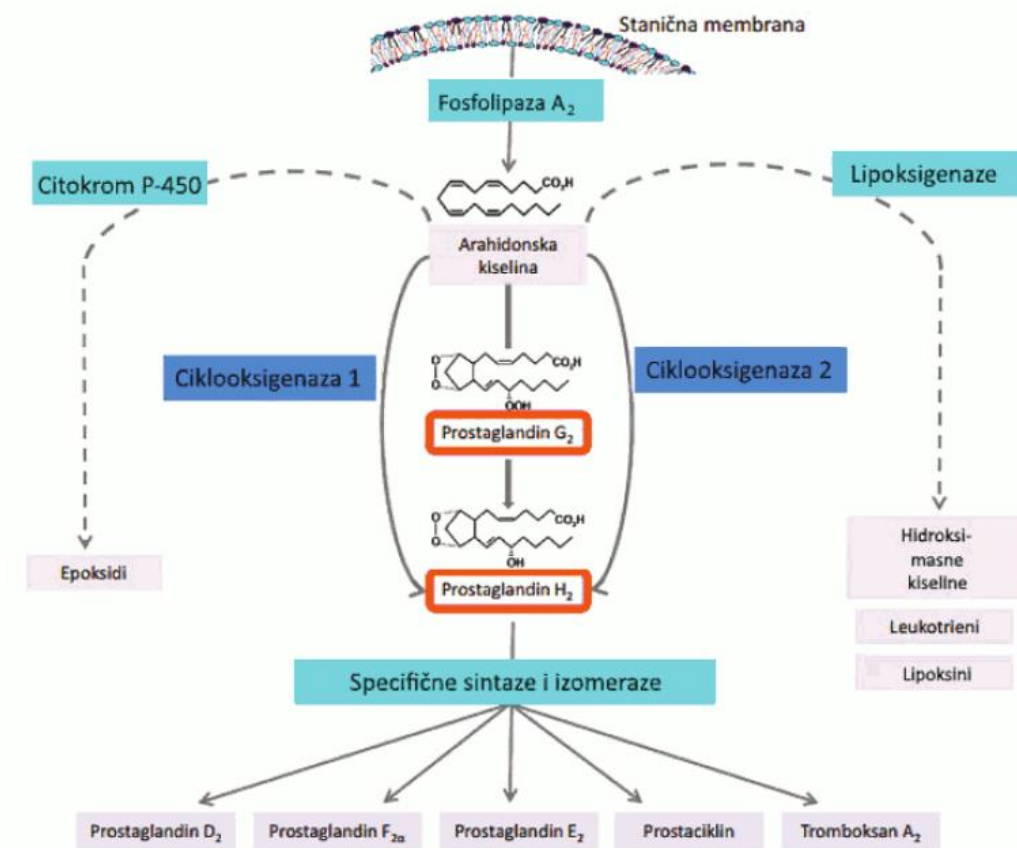 Stanična membrana
Fosfolipaza A₂
Citokrom P-450
Lipoksigenaze
CO₂H
Arahidonska
kiselina
Ciklooksigenaza 1
Ciklooksigenaza 2
O
O
CO₂H
OOH
Prostaglandin G₂
O
O
CO₂H
OH
Prostaglandin H₂
Epoksidi
Hidroksi-
masne
kiseline
Leukotrieni
Lipoksini
Specifične sintaze i izomeraze
Prostaglandin D₂
Prostaglandin F₂α
Prostaglandin E₂
Prostaciklin
Tromboksan A₂